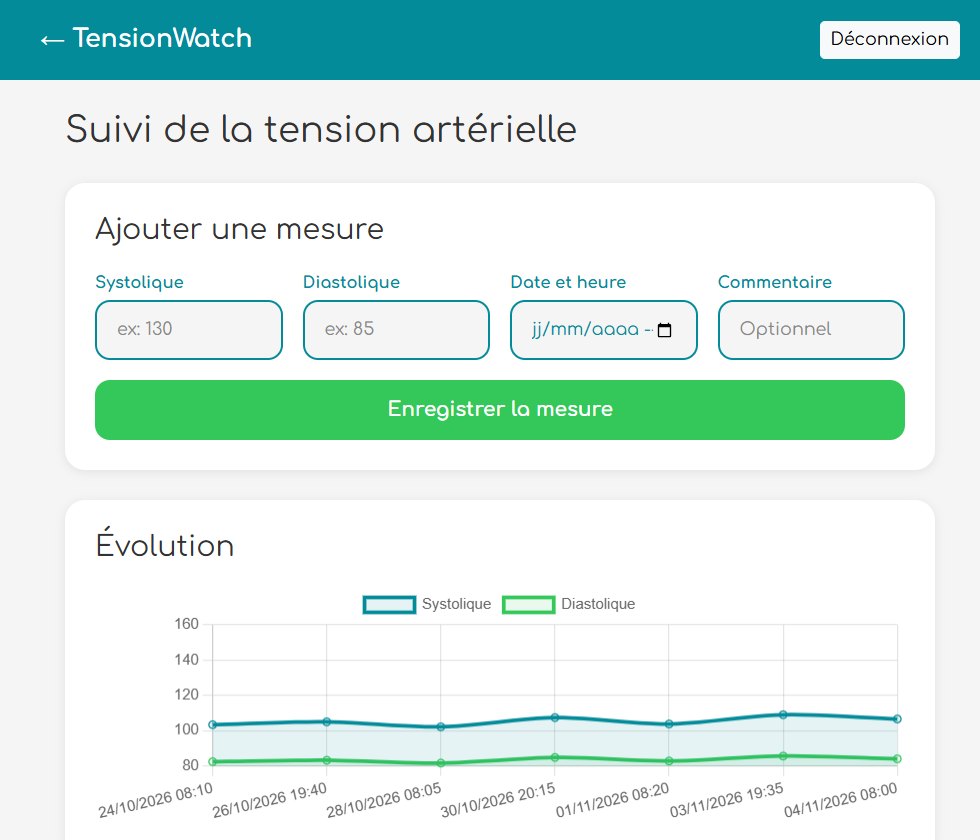 ← TensionWatch
Déconnexion
Suivi de la tension artérielle
Ajouter une mesure
Systolique Diastolique Date et heure Commentaire
ex: 130 ex: 85 jj/mm/aaaa -- Optionnel
Enregistrer la mesure
Évolution
Systolique Diastolique
160
140
120
100
80
24/10/2026 08:10 26/10/2026 19:40 28/10/2026 08:05 30/10/2026 20:15 01/11/2026 08:20 03/11/2026 19:35 04/11/2026 08:00